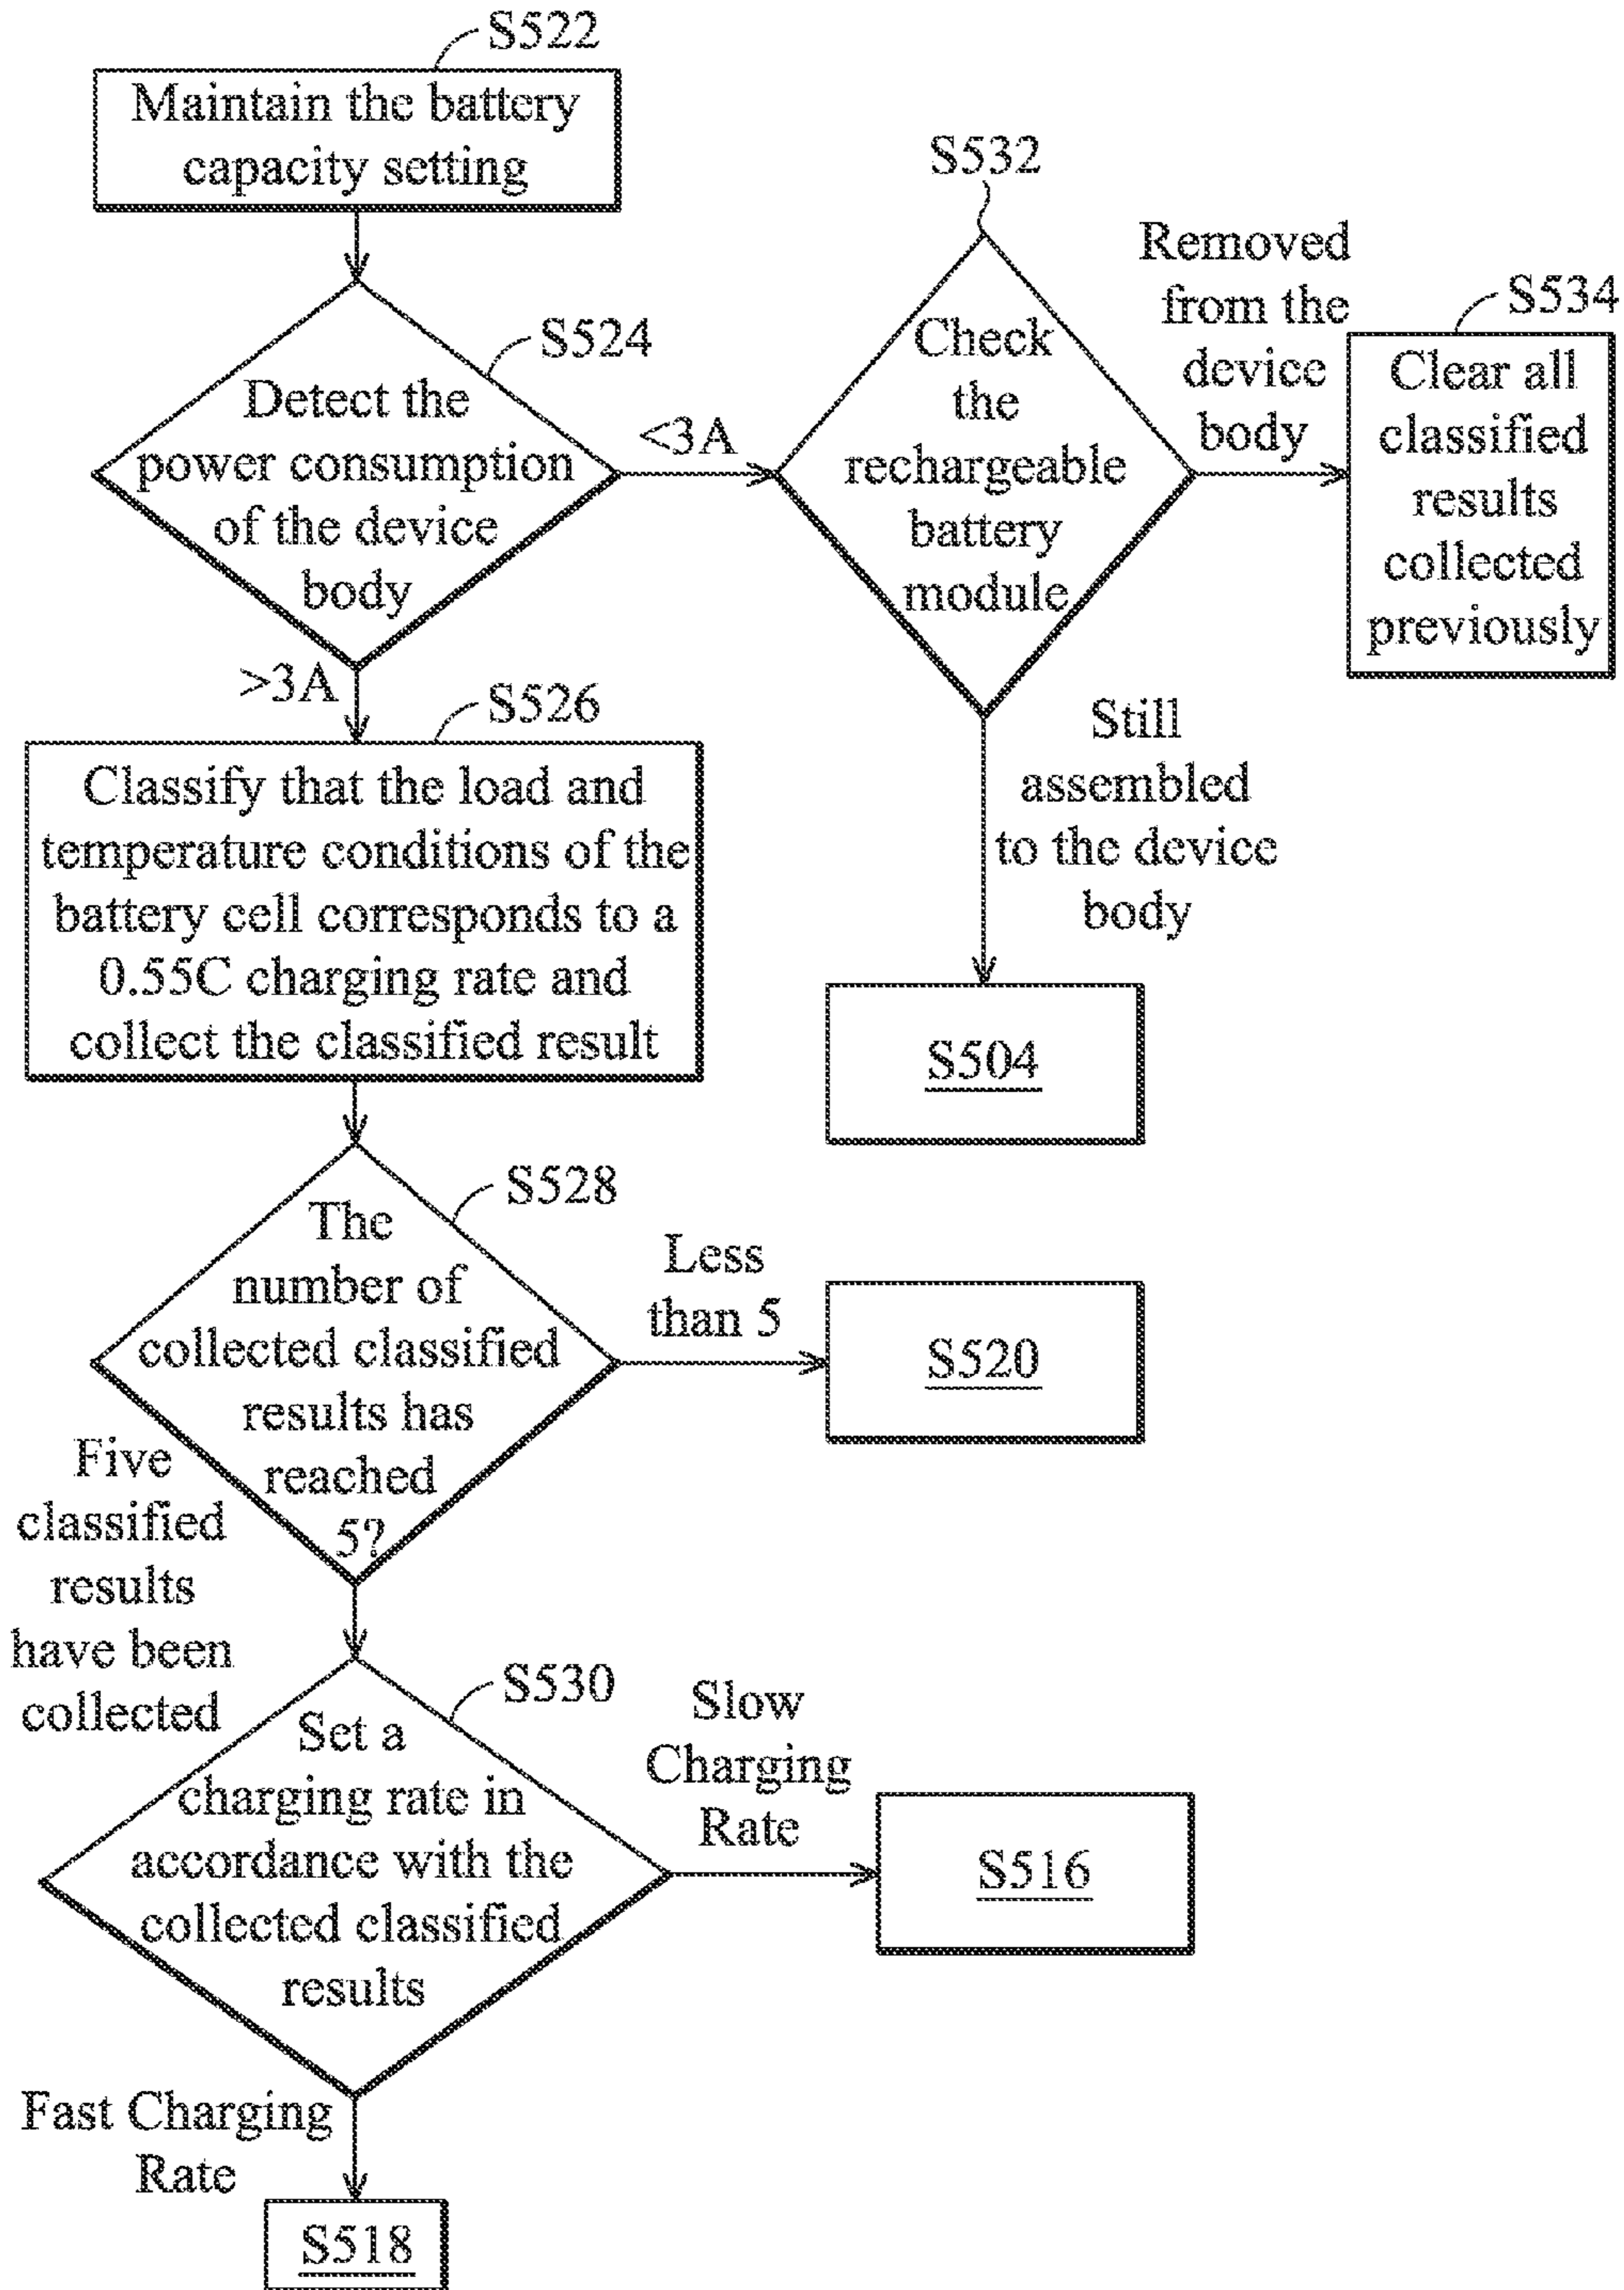 S522
Maintain the battery
capacity setting
S524
Detect the
power consumption
of the device
body
<3A
>3A
S532
Check
the
rechargeable
battery
module
Removed
from the
device
body
S534
Clear all
classified
results
collected
previously
Still
assembled
to the device
body
S504
S526
Classify that the load and
temperature conditions of the
battery cell corresponds to a
0.55C charging rate and
collect the classified result
S528
The
number of
collected classified
results has
reached
5?
Less
than 5
S520
Five
classified
results
have been
collected
S530
Set a
charging rate in
accordance with the
collected classified
results
Slow
Charging
Rate
S516
Fast Charging
Rate
S518